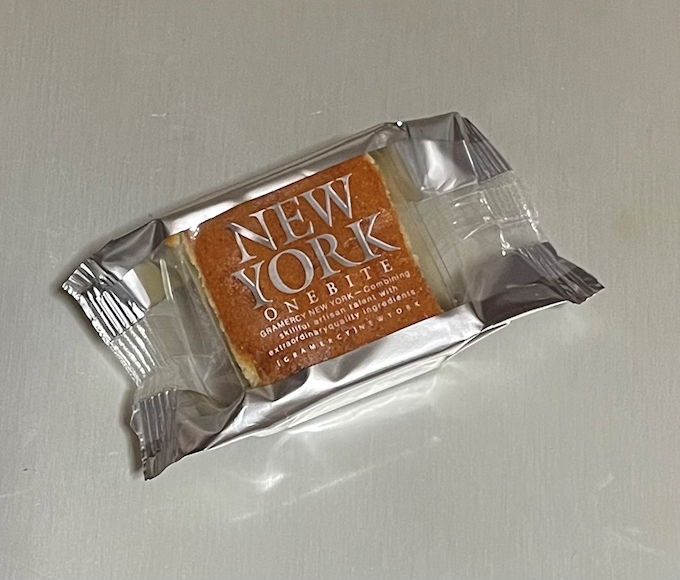 NEW
YORK
ONEBITE
GRAMERCY NEW YORK–Combining
skillful artisan talent with
extraordinaryquality ingredients.
[GRAMERCY]NEWYORK